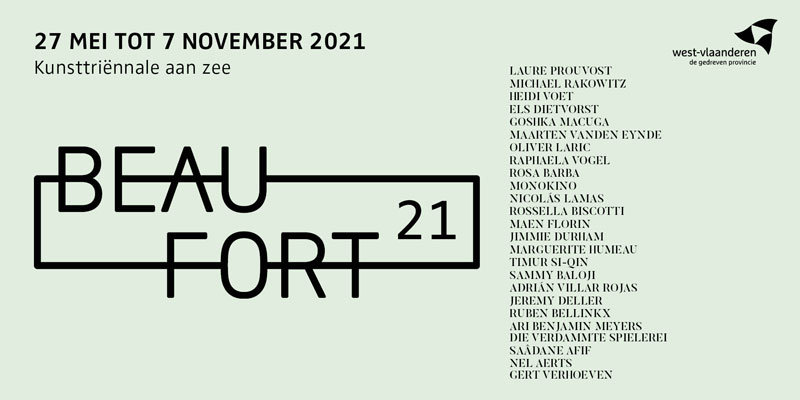 27 MEI TOT 7 NOVEMBER 2021
Kunsttriënnale aan zee
BEAU
FORT
21
west-vlaanderen
de gedreven provincie
LAURE PROUVOST
MICHAEL RAKOWITZ
HEIDI VOET
ELS DIETVORST
GOSHKA MACUGA
MAARTEN VANDEN EYNDE
OLIVER LARIC
RAPHAELA VOGEL
ROSA BARBA
MONOKINO
NICOLÁS LAMAS
ROSSELLA BISCOTTI
MAEN FLORIN
JIMMIE DURHAM
MARGUERITE HUMEAU
TIMUR SI-QIN
SAMMY BALOJI
ADRIÁN VILLAR ROJAS
JEREMY DELLER
RUBEN BELLINKX
ARI BENJAMIN MEYERS
DIE VERDAMMTE SPIELEREI
SAÂDANE AFIF
NEL AERTS
GERT VERHOEVEN